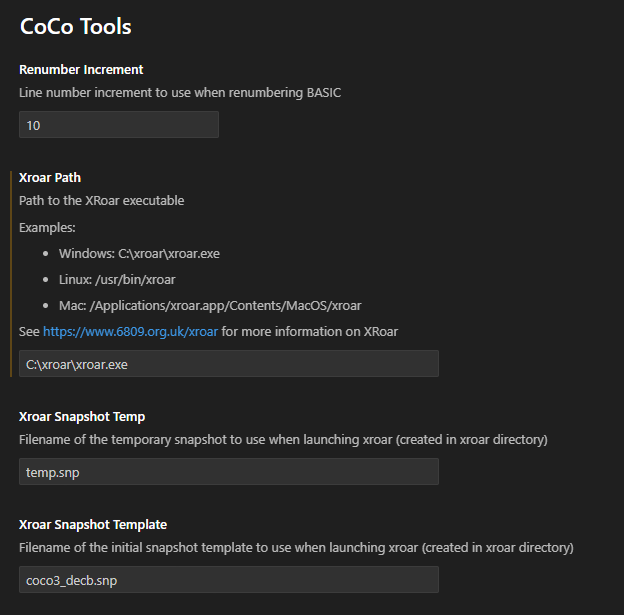 CoCo Tools
Renumber Increment
Line number increment to use when renumbering BASIC
10
Xroar Path
Path to the XRoar executable
Examples:
• Windows: C:\xroar\xroar.exe
• Linux: /usr/bin/xroar
• Mac: /Applications/xroar.app/Contents/MacOS/xroar
See https://www.6809.org.uk/xroar for more information on XRoar
C:\xroar\xroar.exe
Xroar Snapshot Temp
Filename of the temporary snapshot to use when launching xroar (created in xroar directory)
temp.snp
Xroar Snapshot Template
Filename of the initial snapshot template to use when launching xroar (created in xroar directory)
coco3_decb.snp